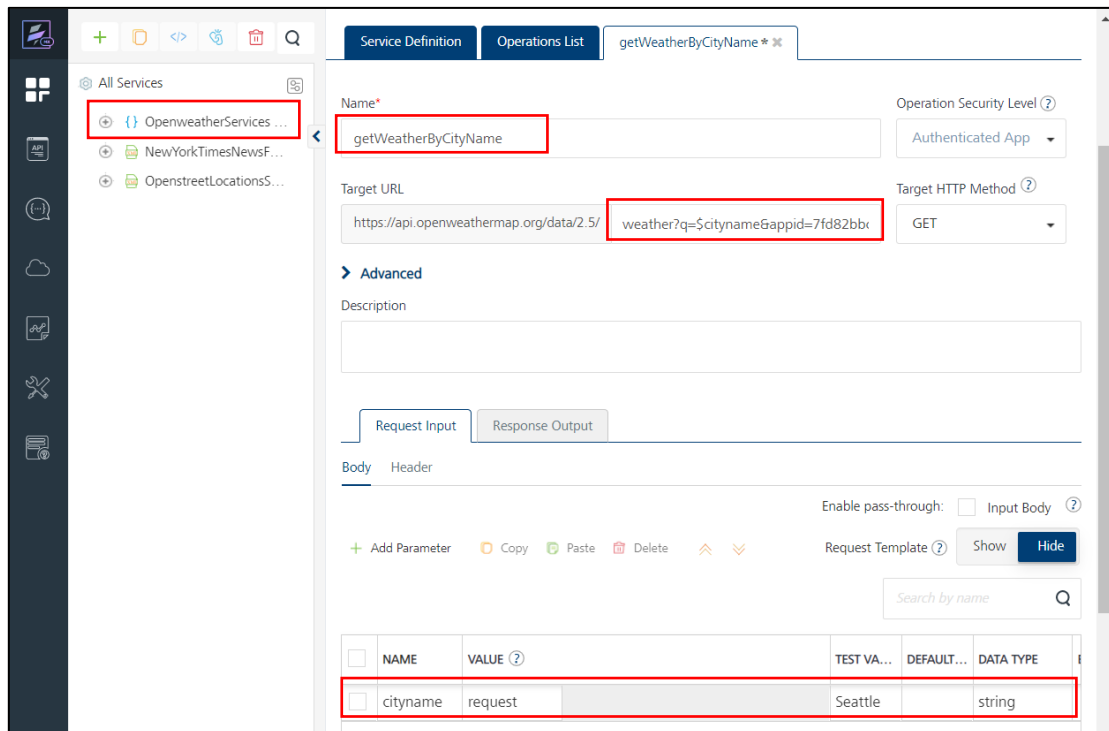 Service Definition
Operations List
getWeatherByCityName *
All Services
{} OpenweatherServices ...
NewYorkTimesNewsF...
OpenstreetLocationsS...
API
Name*
Operation Security Level ?
getWeatherByCityName
Authenticated App
Target URL
Target HTTP Method ?
https://api.openweathermap.org/data/2.5/
weather?q=$cityname&appid=7fd82bb
GET
Advanced
Description
Request Input
Response Output
Body
Header
Enable pass-through:
Input Body ?
+ Add Parameter
Copy
Paste
Delete
Request Template ?
Show
Hide
Search by name
NAME
VALUE ?
TEST VA...
DEFAULT...
DATA TYPE
cityname
request
Seattle
string